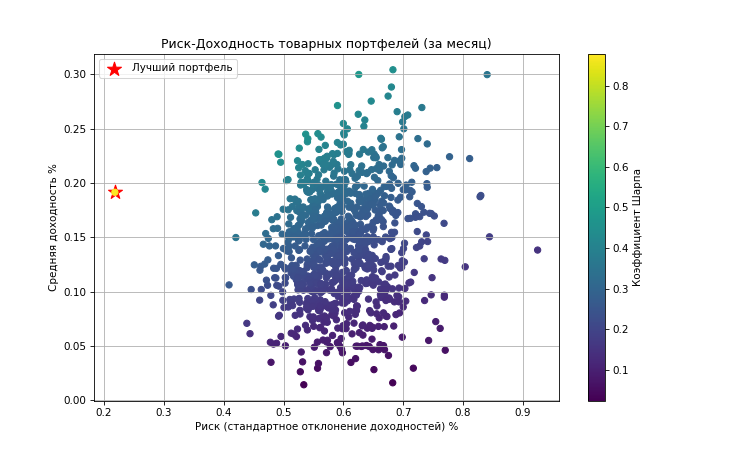 Риск-Доходность товарных портфелей (за месяц)
Лучший портфель
Средняя доходность %
0.30
0.25
0.20
0.15
0.10
0.05
0.00
0.2 0.3 0.4 0.5 0.6 0.7 0.8 0.9
Риск (стандартное отклонение доходностей) %
0.8
0.7
0.6
0.5
0.4
0.3
0.2
0.1
Коэффициент Шарпа